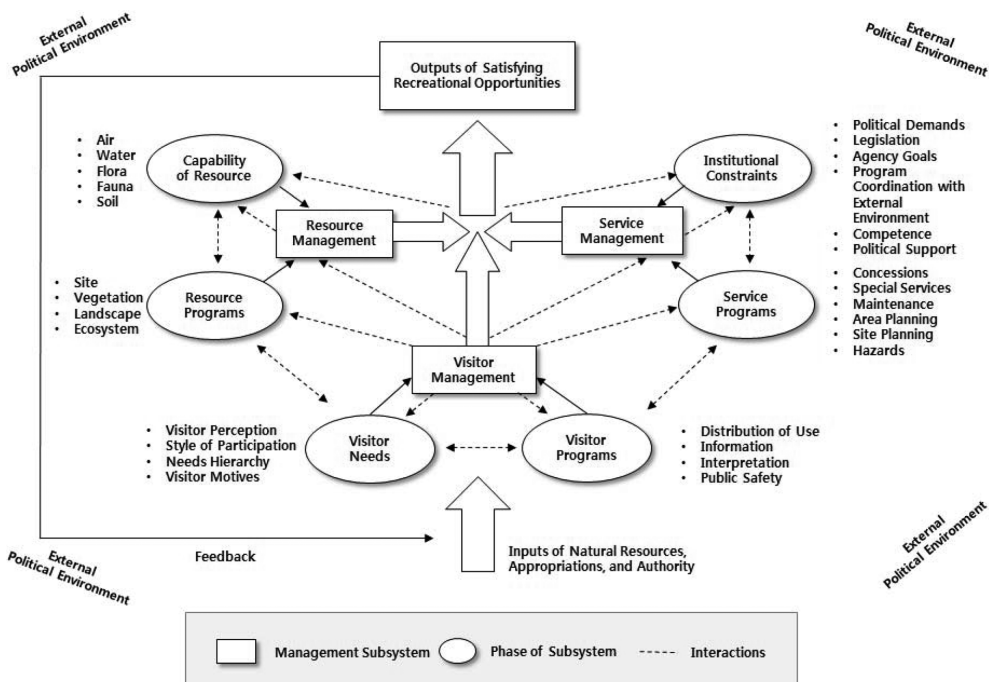 External
Political Environment
External
Political Environment
Outputs of Satisfying
Recreational Opportunities
• Air
• Water
• Flora
• Fauna
• Soil
Capability
of Resource
Institutional
Constraints
• Political Demands
• Legislation
• Agency Goals
• Program
Coordination with
External
Environment
• Competence
• Political Support
Resource
Management
Service
Management
• Site
• Vegetation
• Landscape
• Ecosystem
Resource
Programs
Service
Programs
• Concessions
• Special Services
• Maintenance
• Area Planning
• Site Planning
• Hazards
Visitor
Management
• Visitor Perception
• Style of Participation
• Needs Hierarchy
• Visitor Motives
Visitor
Needs
Visitor
Programs
• Distribution of Use
• Information
• Interpretation
• Public Safety
External
Political Environment
Feedback
Inputs of Natural Resources,
Appropriations, and Authority
External
Political Environment
Management Subsystem
Phase of Subsystem
Interactions